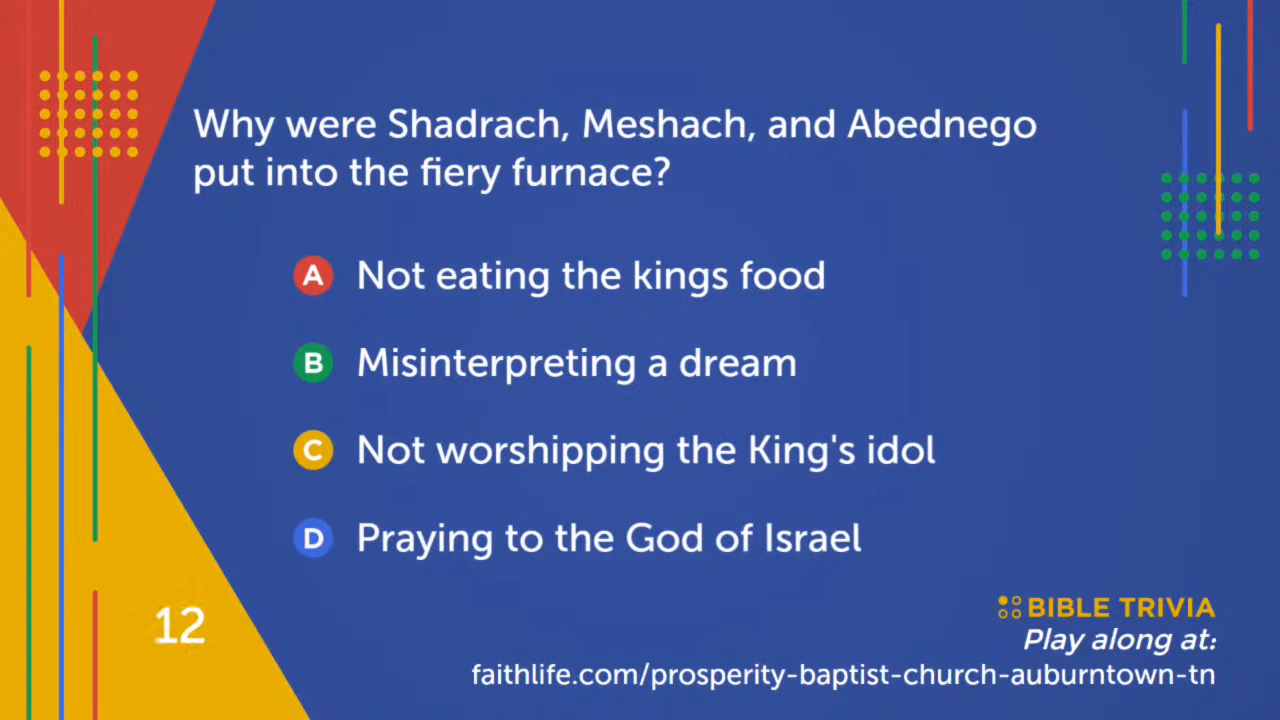 Why were Shadrach, Meshach, and Abednego
put into the fiery furnace?
A Not eating the kings food
B Misinterpreting a dream
C Not worshipping the King's idol
D Praying to the God of Israel
12
BIBLE TRIVIA
Play along at:
faithlife.com/prosperity-baptist-church-auburntown-tn